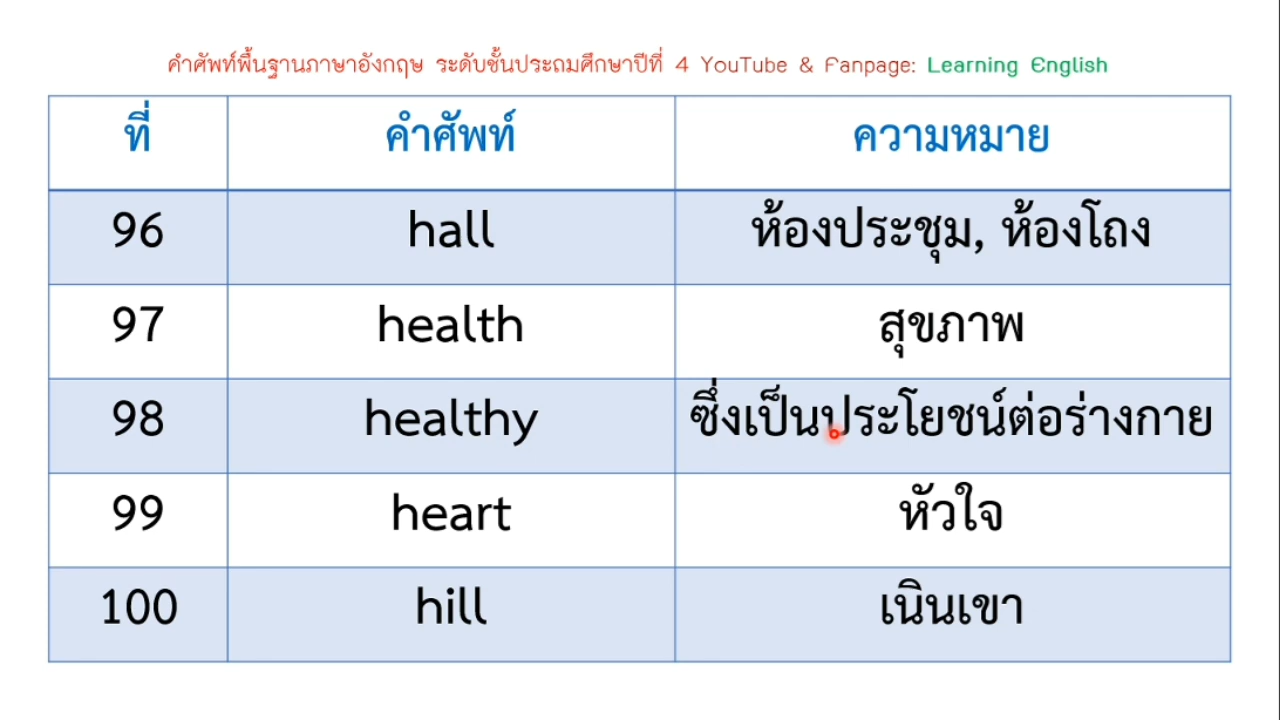 คำศัพท์พื้นฐานภาษาอังกฤษ ระดับชั้นประถมศึกษาปีที่ 4 YouTube & Fanpage: Learning English
ที่ คำศัพท์ ความหมาย
96 hall ห้องประชุม, ห้องโถง
97 health สุขภาพ
98 healthy ซึ่งเป็นประโยชน์ต่อร่างกาย
99 heart หัวใจ
100 hill เนินเขา